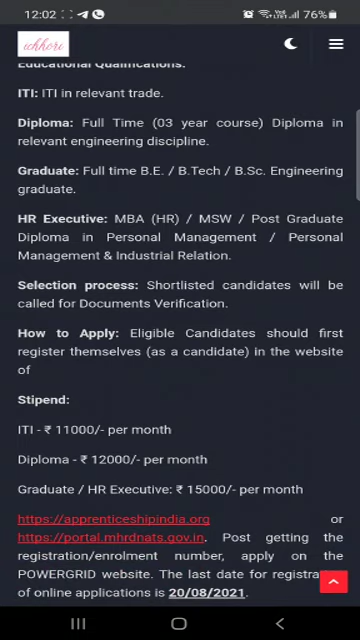 12:02
76%
ichhori
Educational Qualifications:
ITI: ITI in relevant trade.
Diploma: Full Time (03 year course) Diploma in
relevant engineering discipline.
Graduate: Full time B.E. / B.Tech / B.Sc. Engineering
graduate.
HR Executive: MBA (HR) / MSW / Post Graduate
Diploma in Personal Management / Personal
Management & Industrial Relation.
Selection process: Shortlisted candidates will be
called for Documents Verification.
How to Apply: Eligible Candidates should first
register themselves (as a candidate) in the website
of
Stipend:
ITI - ₹ 11000/- per month
Diploma - ₹ 12000/- per month
Graduate / HR Executive: ₹ 15000/- per month
https://apprenticeshipindia.org or
https://portal.mhrdnats.gov.in. Post getting the
registration/enrolment number, apply on the
POWERGRID website. The last date for registra
of online applications is 20/08/2021.